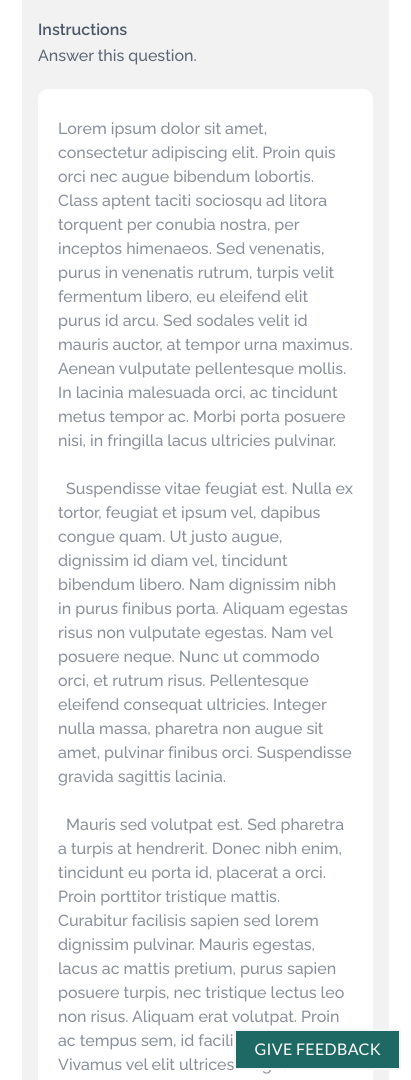 Instructions
Answer this question.
Lorem ipsum dolor sit amet,
consectetur adipiscing elit. Proin quis
orci nec augue bibendum lobortis.
Class aptent taciti sociosqu ad litora
torquent per conubia nostra, per
inceptos himenaeos. Sed venenatis,
purus in venenatis rutrum, turpis velit
fermentum libero, eu eleifend elit
purus id arcu. Sed sodales velit id
mauris auctor, at tempor urna maximus.
Aenean vulputate pellentesque mollis.
In lacinia malesuada orci, ac tincidunt
metus tempor ac. Morbi porta posuere
nisi, in fringilla lacus ultricies pulvinar.
Suspendisse vitae feugiat est. Nulla ex
tortor, feugiat et ipsum vel, dapibus
congue quam. Ut justo augue,
dignissim id diam vel, tincidunt
bibendum libero. Nam dignissim nibh
in purus finibus porta. Aliquam egestas
risus non vulputate egestas. Nam vel
posuere neque. Nunc ut commodo
orci, et rutrum risus. Pellentesque
eleifend consequat ultricies. Integer
nulla massa, pharetra non augue sit
amet, pulvinar finibus orci. Suspendisse
gravida sagittis lacinia.
Mauris sed volutpat est. Sed pharetra
a turpis at hendrerit. Donec nibh enim,
tincidunt eu porta id, placerat a orci.
Proin porttitor tristique mattis.
Curabitur facilisis sapien sed lorem
dignissim pulvinar. Mauris egestas,
lacus ac mattis pretium, purus sapien
posuere turpis, nec tristique lectus leo
non risus. Aliquam erat volutpat. Proin
ac tempus sem, id facili
GIVE FEEDBACK
Vivamus vel elit ultrices